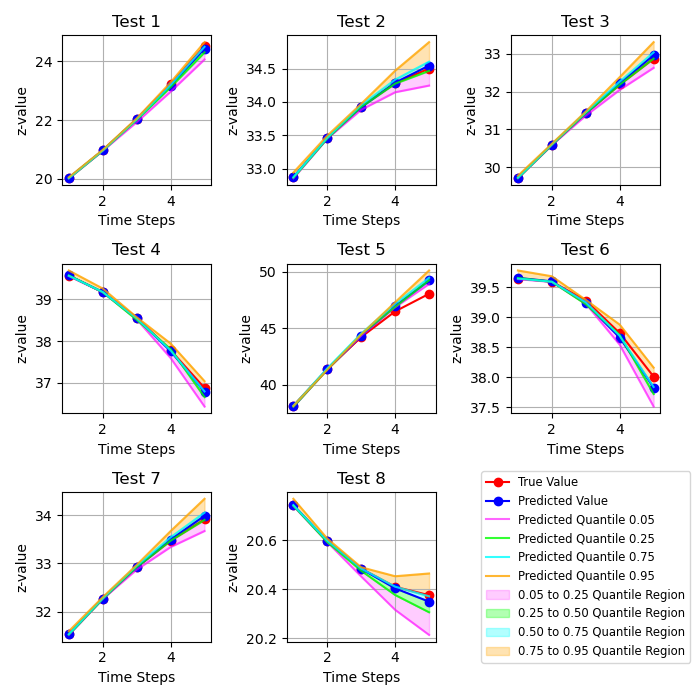 Test 1
Test 2
Test 3
24
22
20
z-value
2
4
Time Steps
34.5
34.0
33.5
33.0
z-value
2
4
Time Steps
33
32
31
30
z-value
2
4
Time Steps
Test 4
Test 5
Test 6
39
38
37
z-value
2
4
Time Steps
50
45
40
z-value
2
4
Time Steps
39.5
39.0
38.5
38.0
37.5
z-value
2
4
Time Steps
Test 7
Test 8
34
33
32
z-value
2
4
Time Steps
20.6
20.4
20.2
z-value
2
4
Time Steps
True Value
Predicted Value
Predicted Quantile 0.05
Predicted Quantile 0.25
Predicted Quantile 0.75
Predicted Quantile 0.95
0.05 to 0.25 Quantile Region
0.25 to 0.50 Quantile Region
0.50 to 0.75 Quantile Region
0.75 to 0.95 Quantile Region